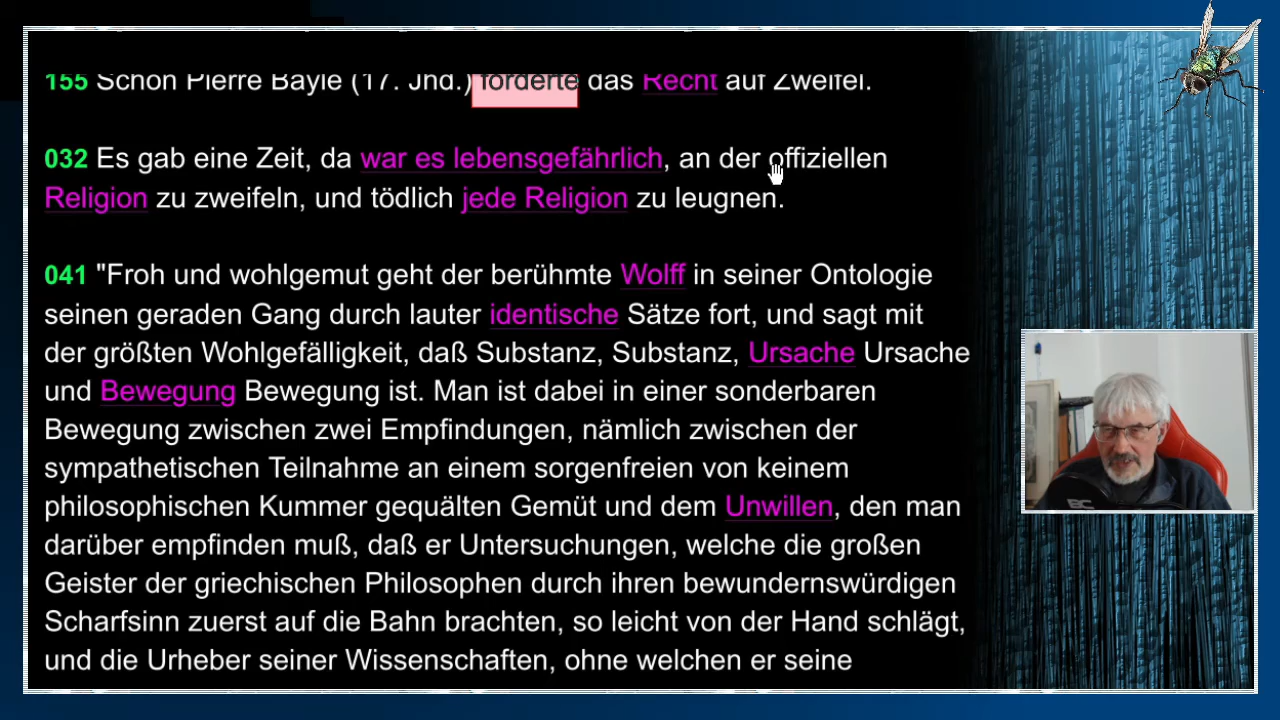 155 Schon Pierre Bayle (17. Jhd.) forderte das Recht auf Zweifel.
032 Es gab eine Zeit, da war es lebensgefährlich, an der offiziellen
Religion zu zweifeln, und tödlich jede Religion zu leugnen.
041 "Froh und wohlgemut geht der berühmte Wolff in seiner Ontologie
seinen geraden Gang durch lauter identische Sätze fort, und sagt mit
der größten Wohlgefälligkeit, daß Substanz, Substanz, Ursache Ursache
und Bewegung Bewegung ist. Man ist dabei in einer sonderbaren
Bewegung zwischen zwei Empfindungen, nämlich zwischen der
sympathetischen Teilnahme an einem sorgenfreien von keinem
philosophischen Kummer gequälten Gemüt und dem Unwillen, den man
darüber empfinden muß, daß er Untersuchungen, welche die großen
Geister der griechischen Philosophen durch ihren bewundernswürdigen
Scharfsinn zuerst auf die Bahn brachten, so leicht von der Hand schlägt,
und die Urheber seiner Wissenschaften, ohne welchen er seine